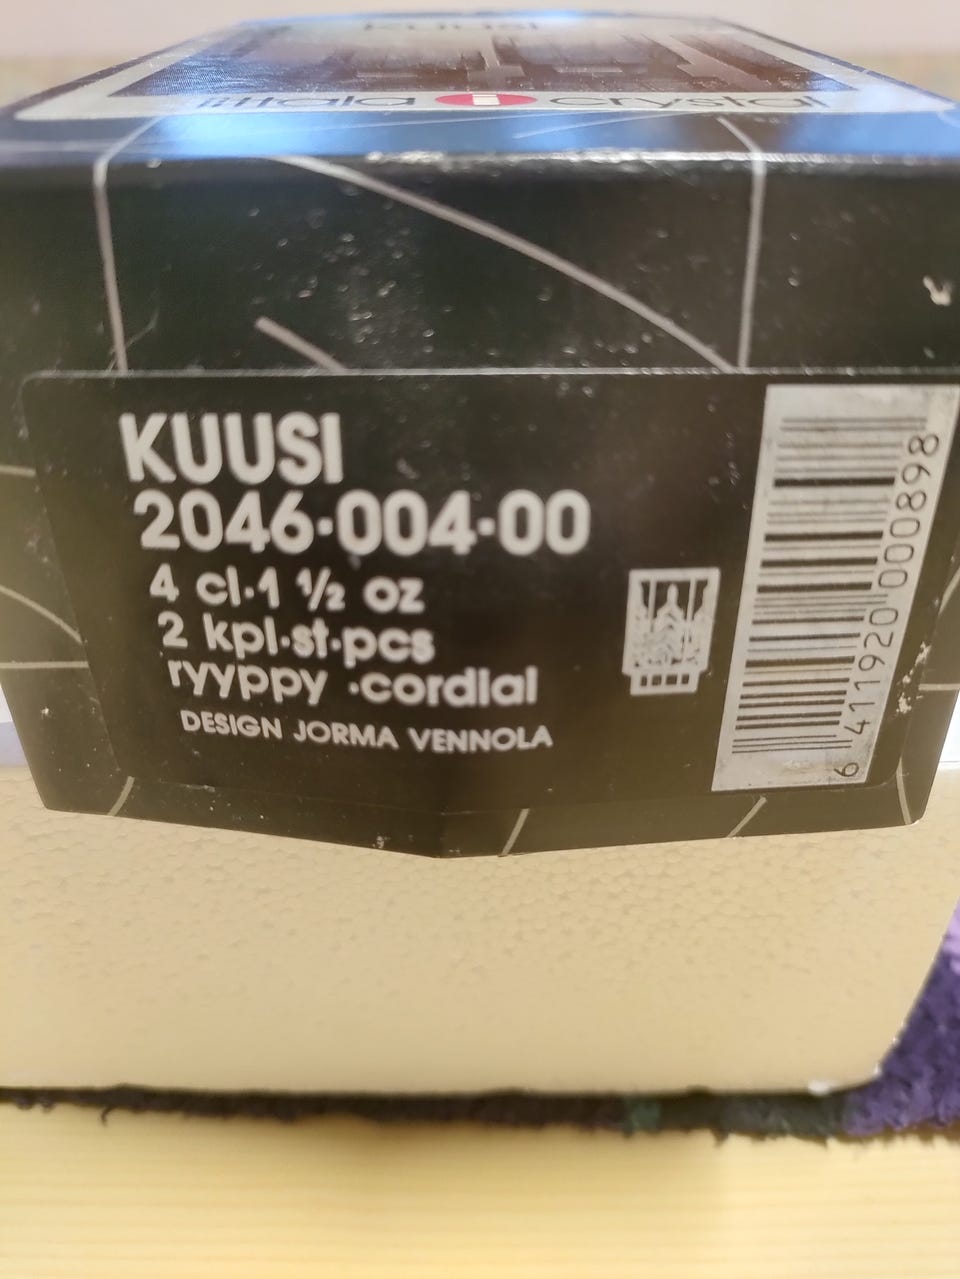 KUUSI
iittala i crystal
KUUSI
2046·004·00
4 cl·1 ½ oz
2 kpl·st·pcs
ryyppy ·cordial
DESIGN JORMA VENNOLA
6 411920 000898